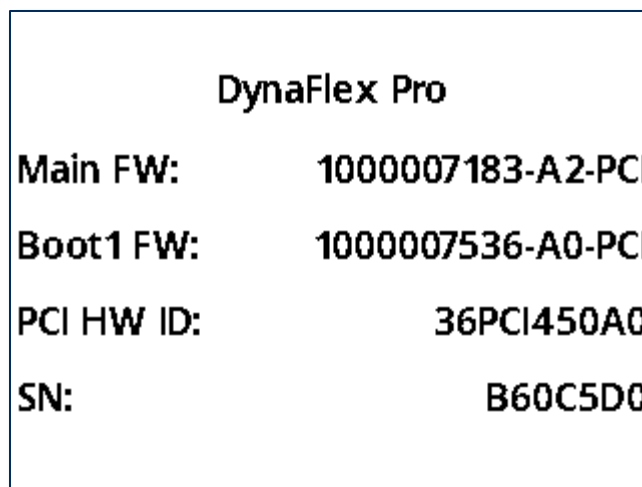 DynaFlex Pro
Main FW: 1000007183-A2-PCI
Boot1 FW: 1000007536-A0-PCI
PCI HW ID: 36PCI450A0
SN: B60C5D0